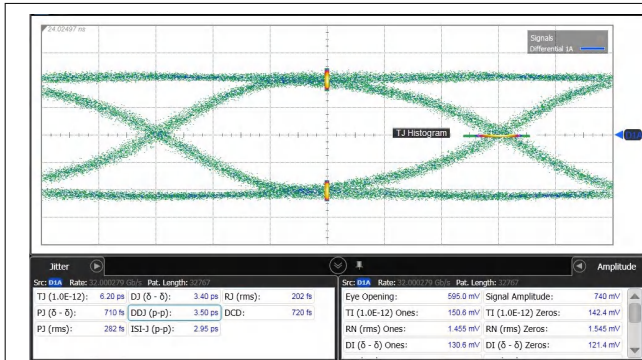 24.02497 ns
Signals
Differential 1A
TJ Histogram
Jitter
Amplitude
Src: D1A Rate: 32.000279 Gb/s Pat. Length: 32767
TJ (1.0E-12): 6.20 ps DJ (δ - δ): 3.40 ps RJ (rms): 202 fs
PJ (δ - δ): 710 fs DDJ (p-p): 3.50 ps DCD: 720 fs
PJ (rms): 282 fs ISI-J (p-p): 2.95 ps
Src: D1A Rate: 32.000279 Gb/s Pat. Length: 32767
Eye Opening: 595.0 mV Signal Amplitude: 740 mV
TI (1.0E-12) Ones: 150.6 mV TI (1.0E-12) Zeros: 142.4 mV
RN (rms) Ones: 1.455 mV RN (rms) Zeros: 1.545 mV
DI (δ - δ) Ones: 130.6 mV DI (δ - δ) Zeros: 121.4 mV